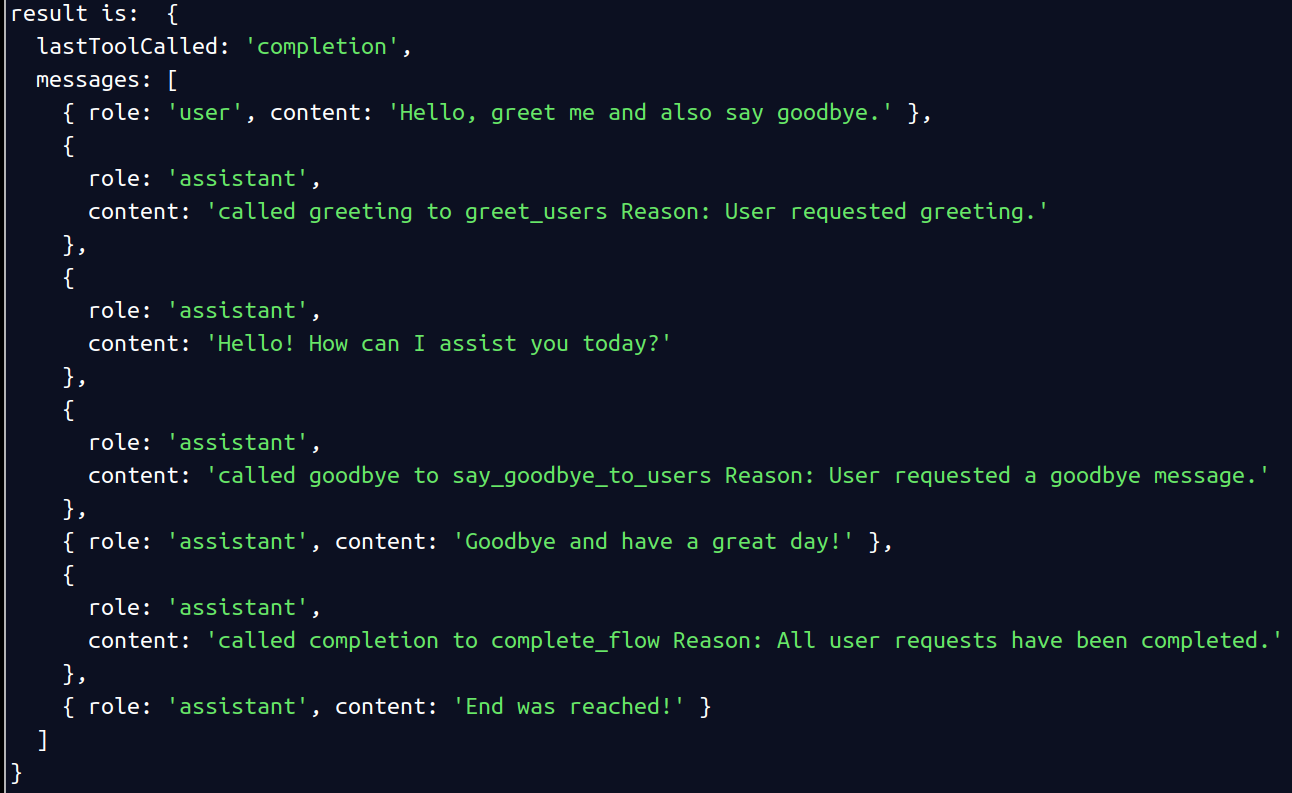 result is:  {
  lastToolCalled: 'completion',
  messages: [
    { role: 'user', content: 'Hello, greet me and also say goodbye.' },
    {
      role: 'assistant',
      content: 'called greeting to greet_users Reason: User requested greeting.'
    },
    {
      role: 'assistant',
      content: 'Hello! How can I assist you today?'
    },
    {
      role: 'assistant',
      content: 'called goodbye to say_goodbye_to_users Reason: User requested a goodbye message.'
    },
    { role: 'assistant', content: 'Goodbye and have a great day!' },
    {
      role: 'assistant',
      content: 'called completion to complete_flow Reason: All user requests have been completed.'
    },
    { role: 'assistant', content: 'End was reached!' }
  ]
}